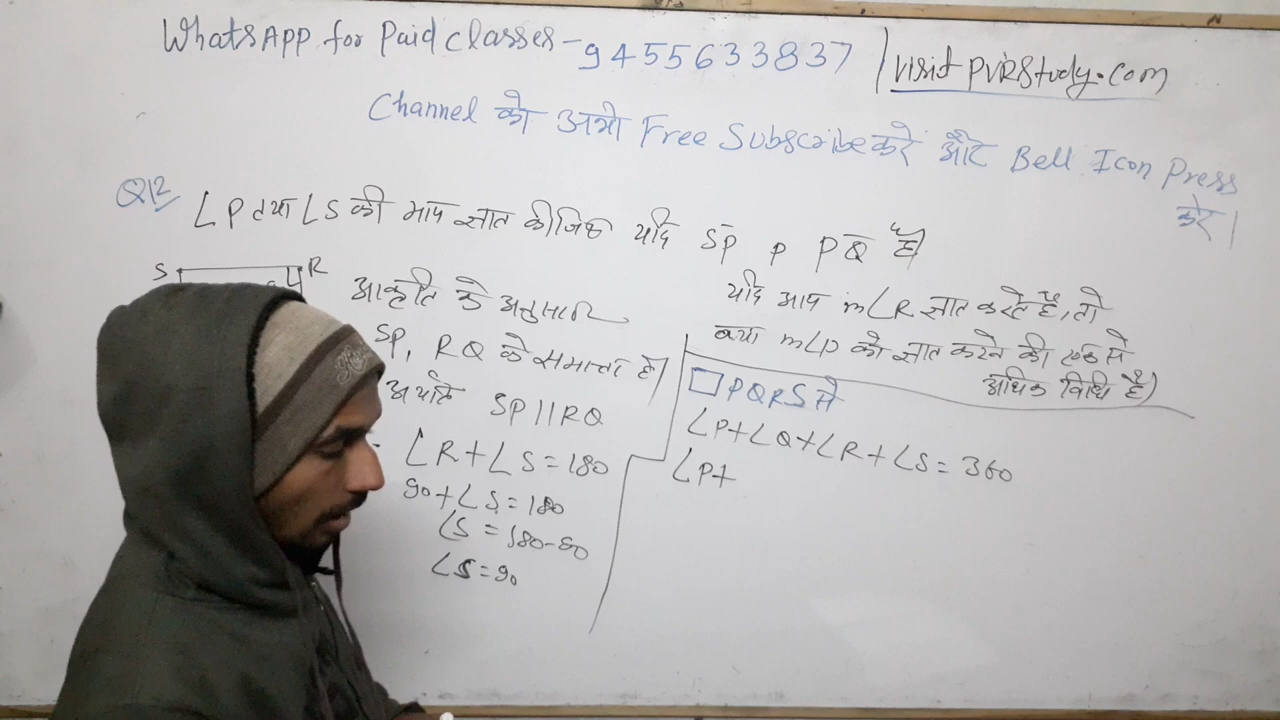 WhatsApp for Paid Classes - 9455633837 | visit pvrstudy.com
Channel को अभी Free Subscribe करे और Bell Icon Press
करे |
Q12 ∠P तथा ∠S की माप ज्ञात कीजिए यदि SP P PQ है
S R
यदि आप m∠R ज्ञात करते है, तो
क्या m∠P को ज्ञात करने की एक से
अधिक विधि है)
आकृति के अनुसार
SP, RQ के समान्तर है|
अर्थात SP || RQ
∠R + ∠S = 180
90 + ∠S = 180
∠S = 180 - 90
∠S = 90
□ PQRS मे
∠P + ∠Q + ∠R + ∠S = 360
∠P +